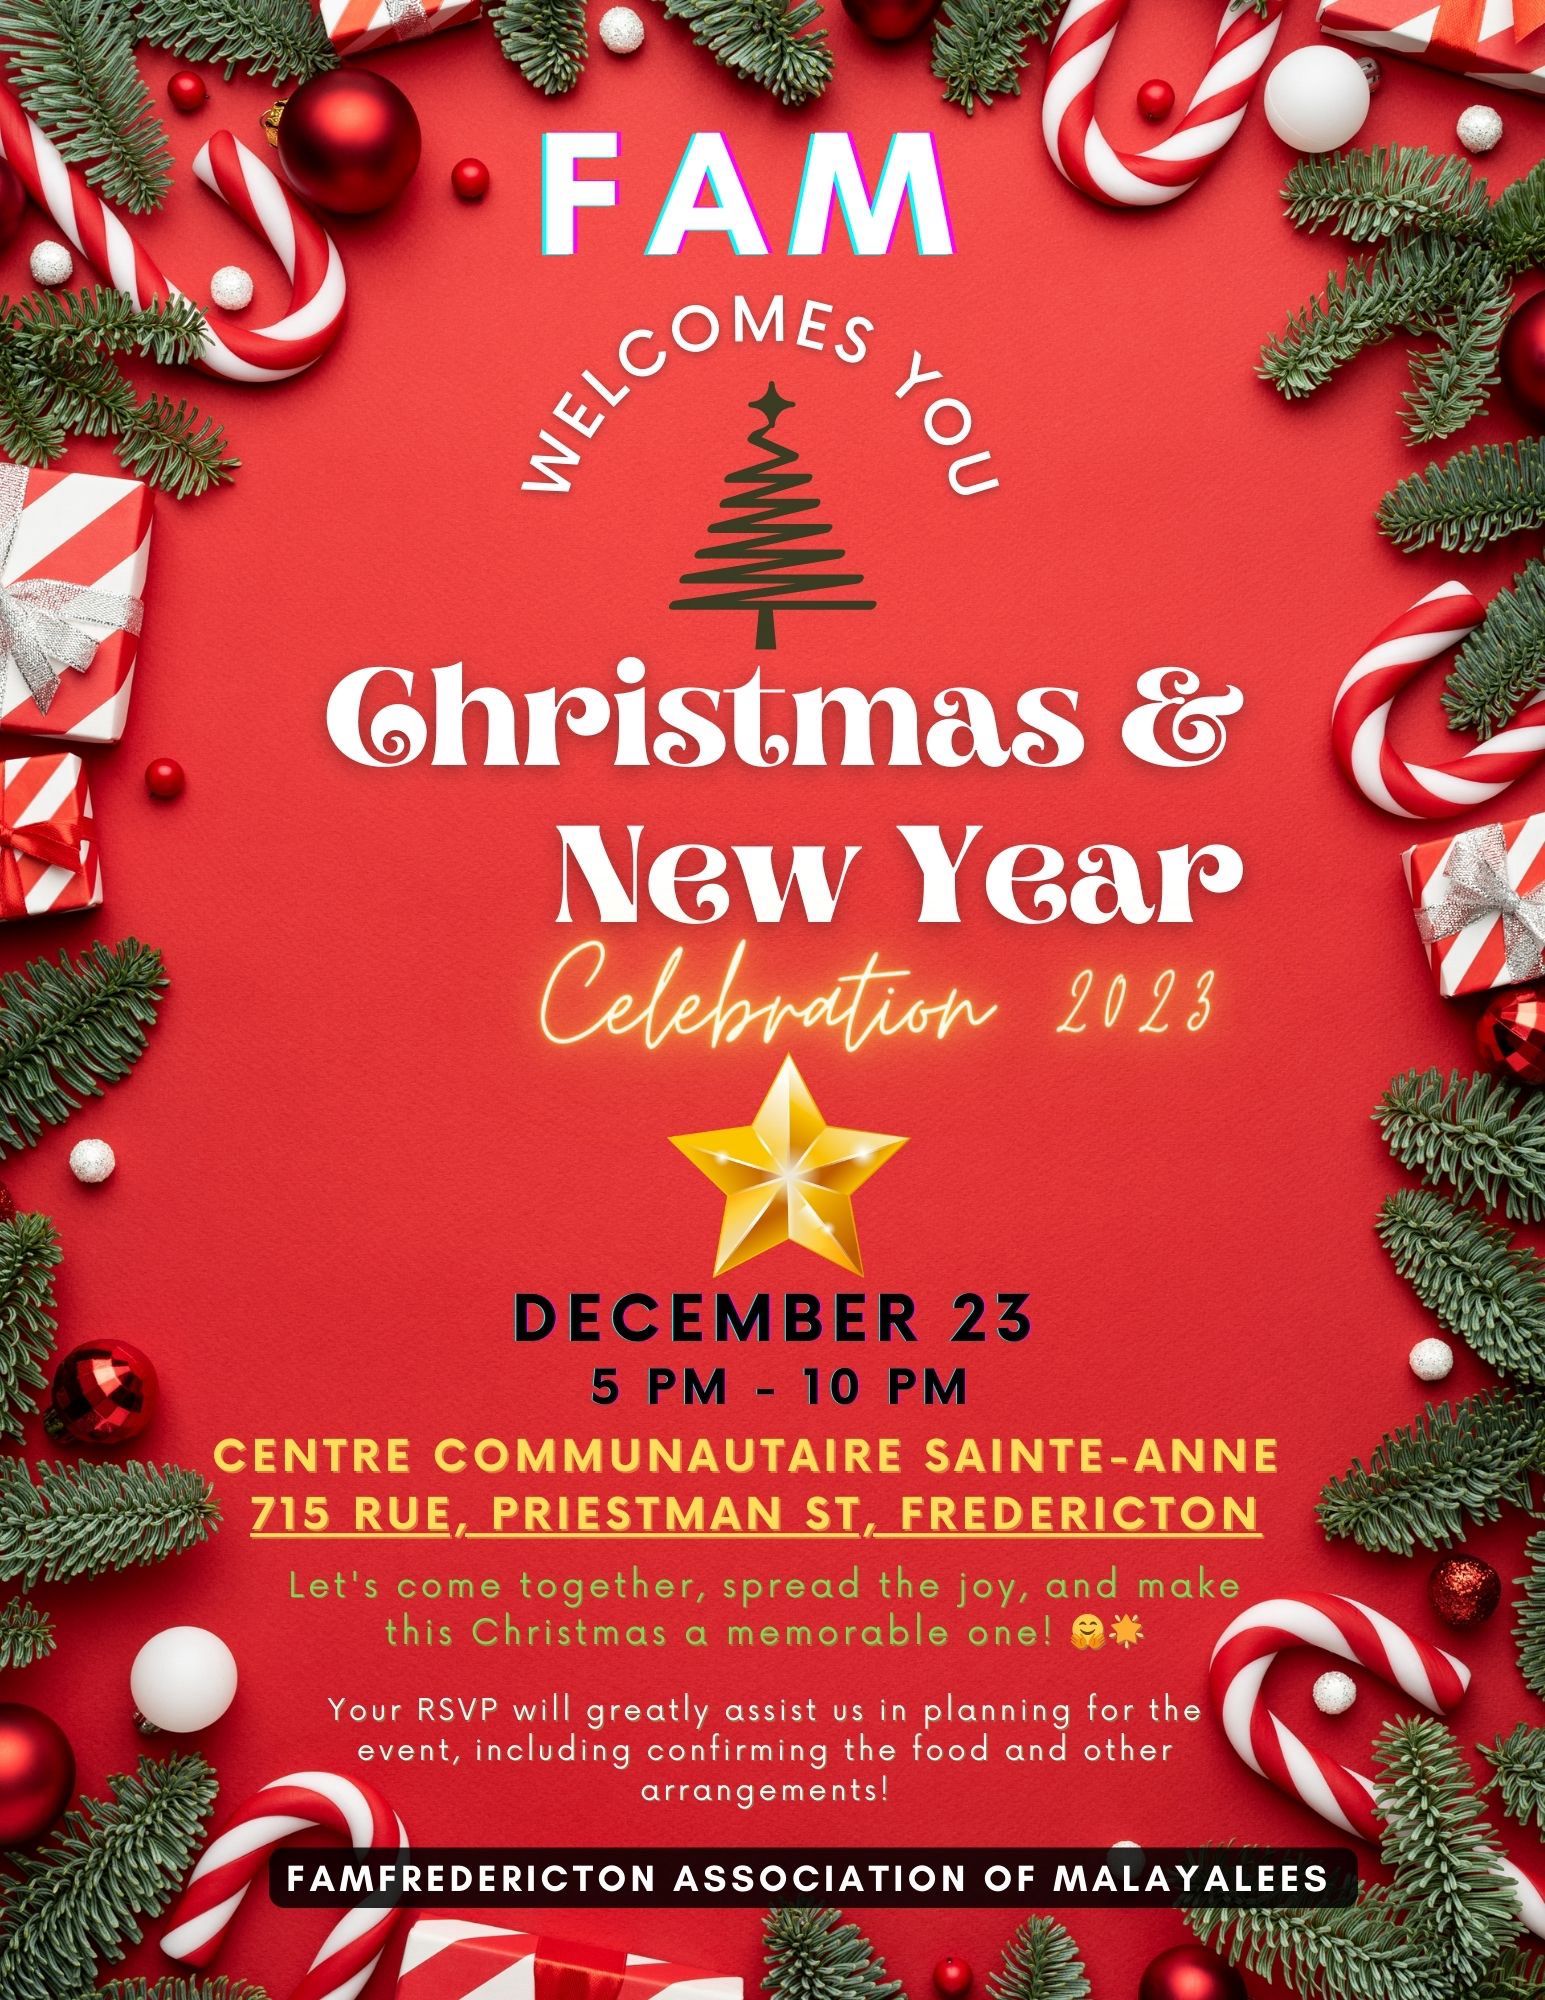 FAM
WELCOMES YOU
Christmas &
New Year
Celebration 2023
DECEMBER 23
5 PM - 10 PM
CENTRE COMMUNAUTAIRE SAINTE-ANNE
715 RUE, PRIESTMAN ST, FREDERICTON
Let's come together, spread the joy, and make
this Christmas a memorable one! 🤗🌟
Your RSVP will greatly assist us in planning for the
event, including confirming the food and other
arrangements!
FAMFREDERICTON ASSOCIATION OF MALAYALEES